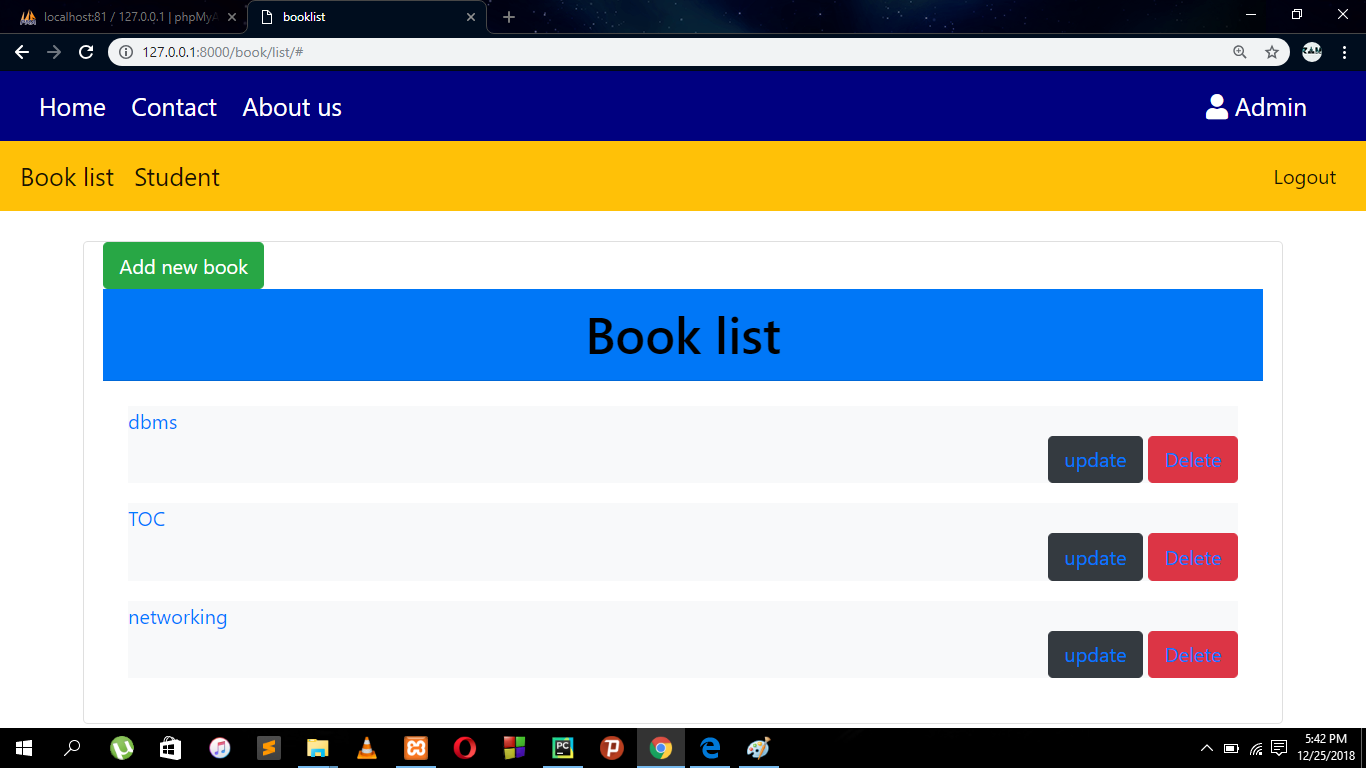 localhost:81 / 127.0.0.1 | phpMyA
booklist
127.0.0.1:8000/book/list/#
Home Contact About us Admin
Book list Student Logout
Add new book
Book list
dbms
update Delete
TOC
update Delete
networking
update Delete
5:42 PM
12/25/2018